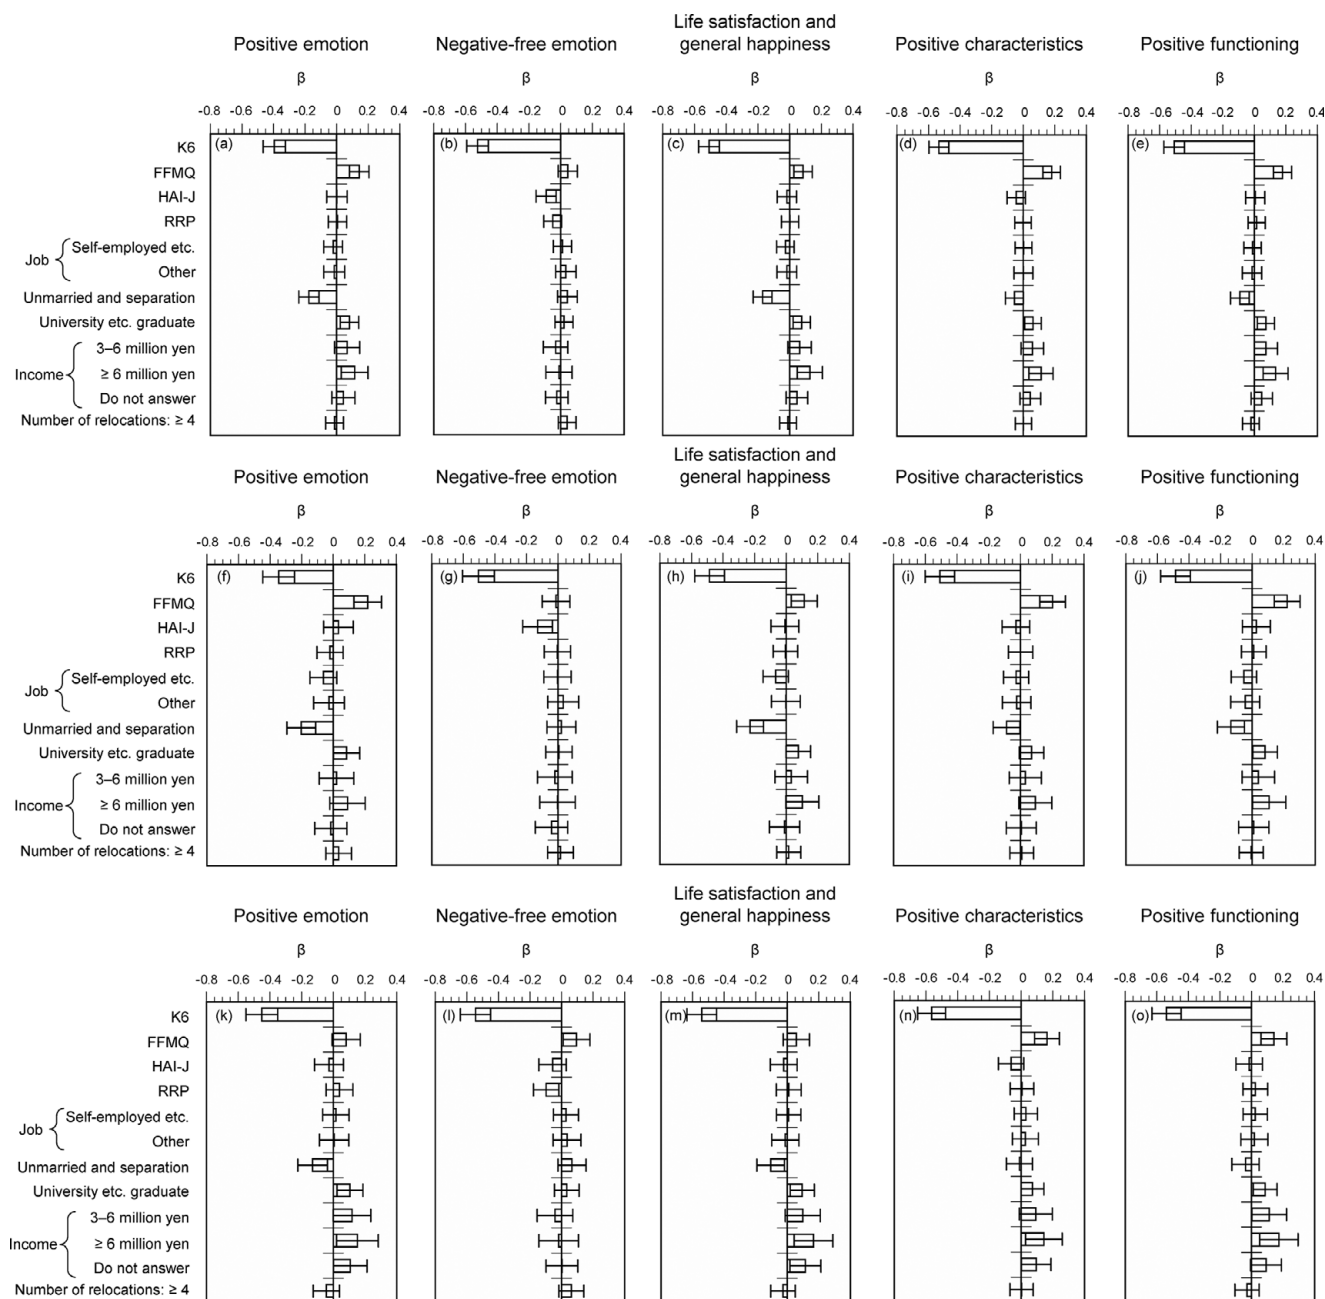 Life satisfaction and
Positive emotion Negative-free emotion general happiness Positive characteristics Positive functioning
β β β β β
-0.8 -0.4 0 0.4 -0.8 -0.4 0 0.4 -0.8 -0.4 0 0.4 -0.8 -0.4 0 0.4 -0.8 -0.4 0 0.4
-0.6 -0.2 0.2 -0.6 -0.2 0.2 -0.6 -0.2 0.2 -0.6 -0.2 0.2 -0.6 -0.2 0.2
K6 (a) (b) (c) (d) (e)
FFMQ
HAI-J
RRP
Self-employed etc.
Job
Other
Unmarried and separation
University etc. graduate
3–6 million yen
Income ≥ 6 million yen
Do not answer
Number of relocations: ≥ 4
Life satisfaction and
Positive emotion Negative-free emotion general happiness Positive characteristics Positive functioning
β β β β β
-0.8 -0.4 0 0.4 -0.8 -0.4 0 0.4 -0.8 -0.4 0 0.4 -0.8 -0.4 0 0.4 -0.8 -0.4 0 0.4
-0.6 -0.2 0.2 -0.6 -0.2 0.2 -0.6 -0.2 0.2 -0.6 -0.2 0.2 -0.6 -0.2 0.2
K6 (f) (g) (h) (i) (j)
FFMQ
HAI-J
RRP
Self-employed etc.
Job
Other
Unmarried and separation
University etc. graduate
3–6 million yen
Income ≥ 6 million yen
Do not answer
Number of relocations: ≥ 4
Life satisfaction and
Positive emotion Negative-free emotion general happiness Positive characteristics Positive functioning
β β β β β
-0.8 -0.4 0 0.4 -0.8 -0.4 0 0.4 -0.8 -0.4 0 0.4 -0.8 -0.4 0 0.4 -0.8 -0.4 0 0.4
-0.6 -0.2 0.2 -0.6 -0.2 0.2 -0.6 -0.2 0.2 -0.6 -0.2 0.2 -0.6 -0.2 0.2
K6 (k) (l) (m) (n) (o)
FFMQ
HAI-J
RRP
Self-employed etc.
Job
Other
Unmarried and separation
University etc. graduate
3–6 million yen
Income ≥ 6 million yen
Do not answer
Number of relocations: ≥ 4